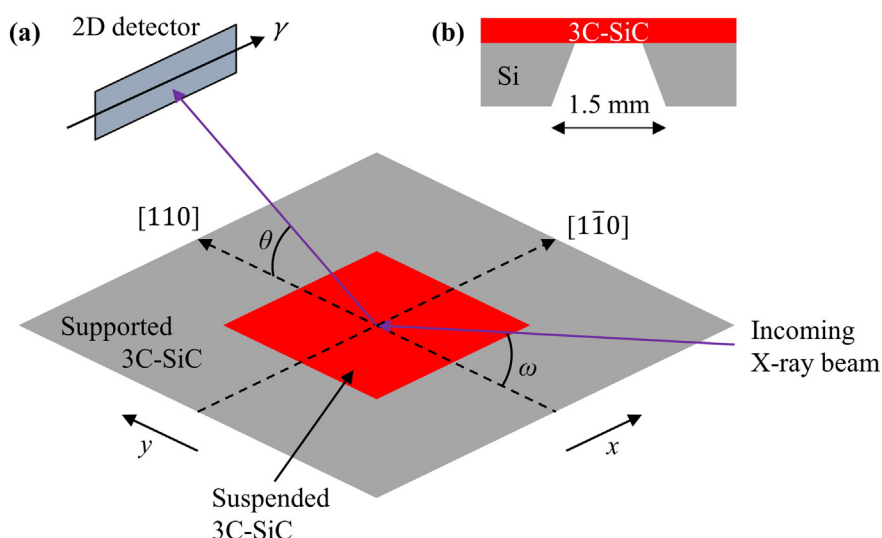 (a)
2D detector
γ
(b)
3C-SiC
Si
1.5 mm
[110]
[11̄0]
θ
Supported
3C-SiC
Incoming
X-ray beam
ω
y
x
Suspended
3C-SiC